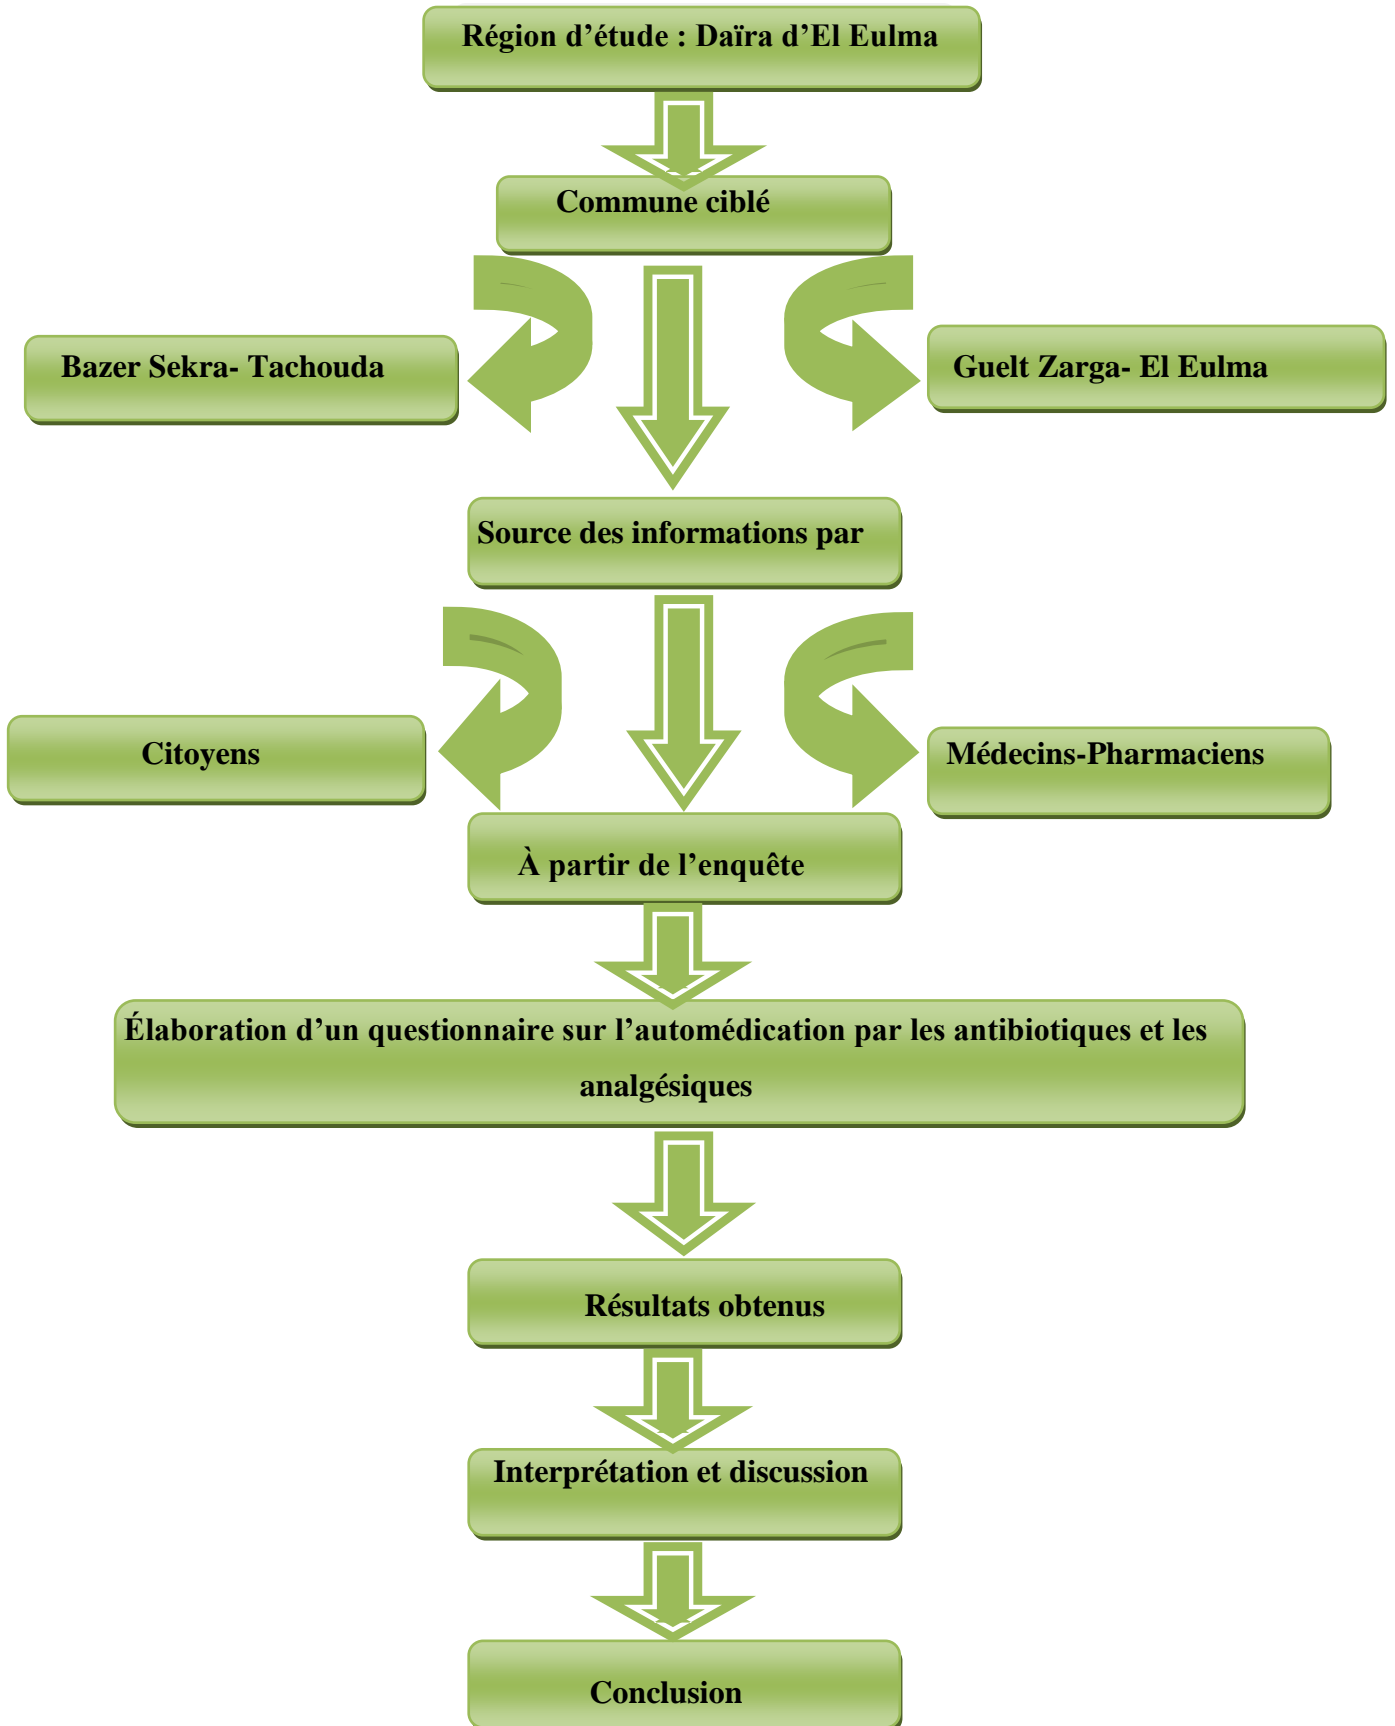 Région d’étude : Daïra d’El Eulma
Commune ciblé
Bazer Sekra- Tachouda
Guelt Zarga- El Eulma
Source des informations par
Citoyens
Médecins-Pharmaciens
À partir de l’enquête
Élaboration d’un questionnaire sur l’automédication par les antibiotiques et les
analgésiques
Résultats obtenus
Interprétation et discussion
Conclusion